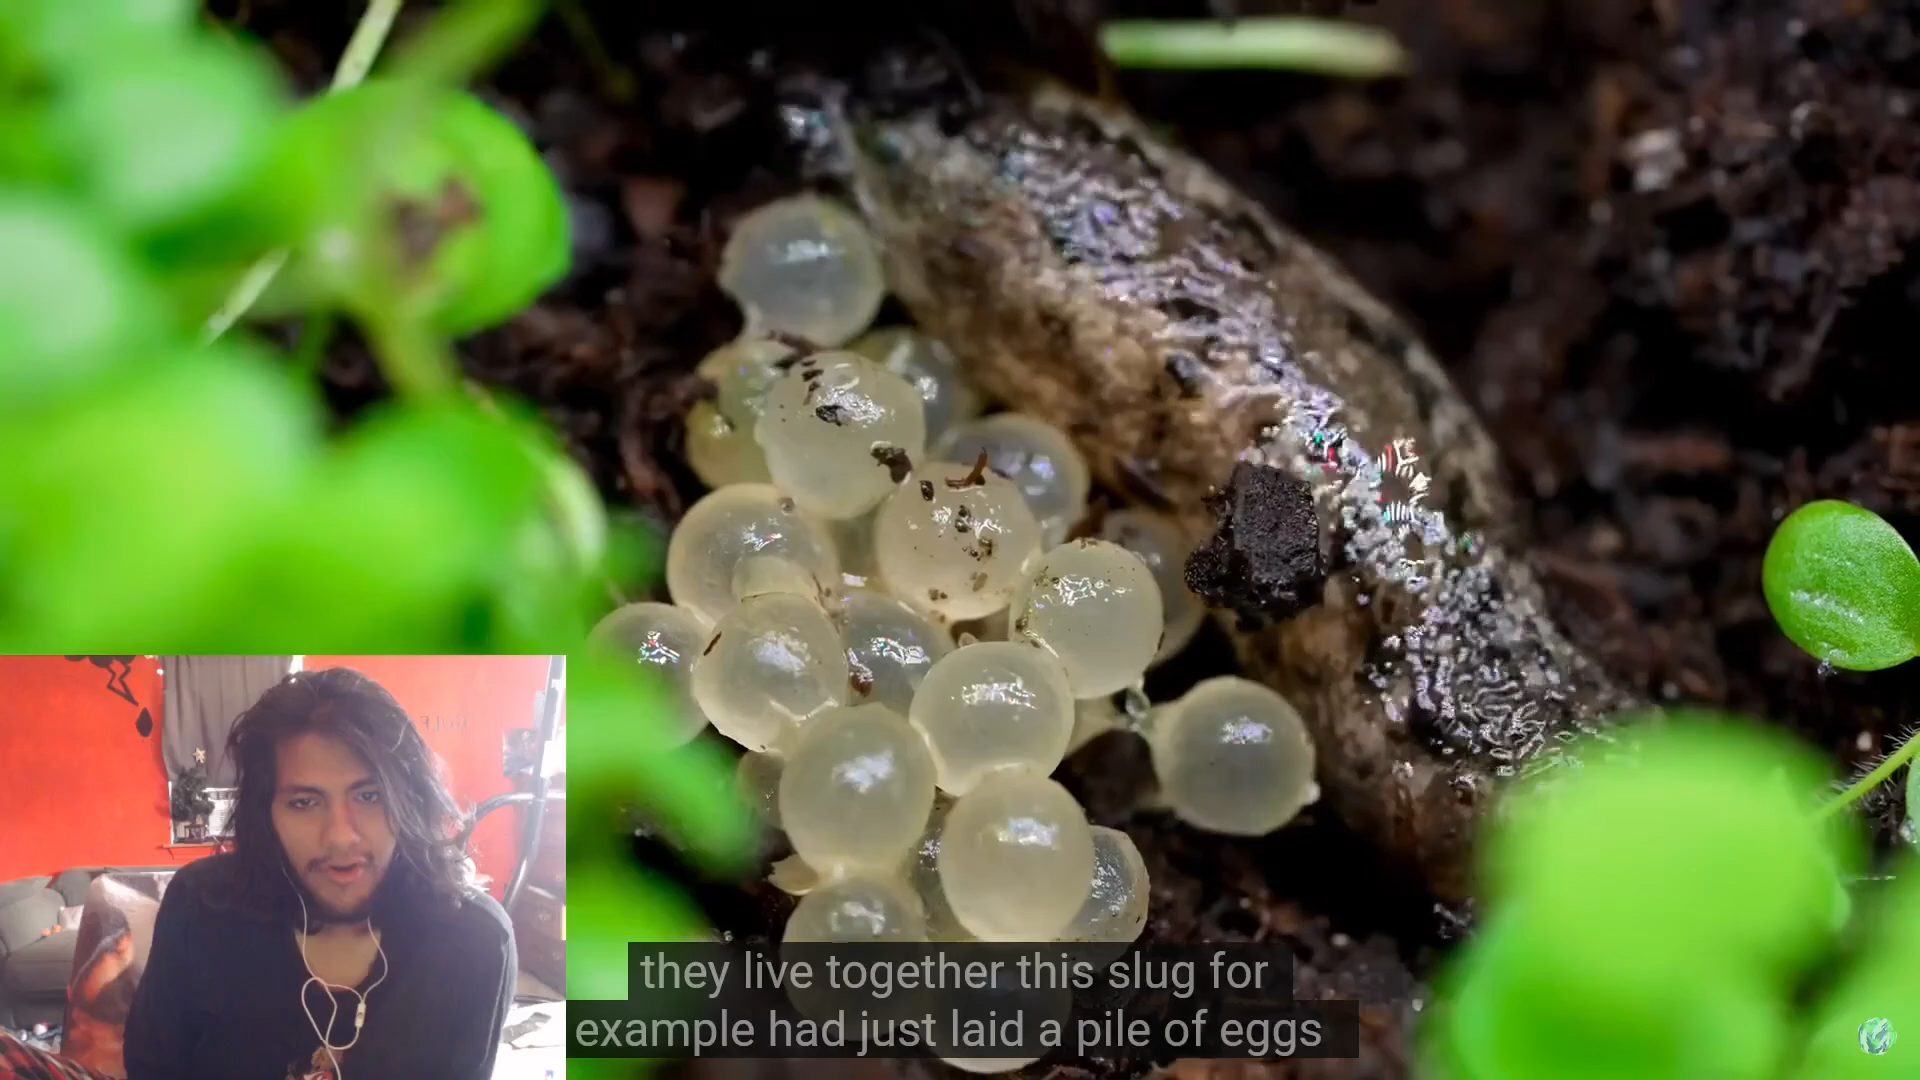 they live together this slug for
example had just laid a pile of eggs